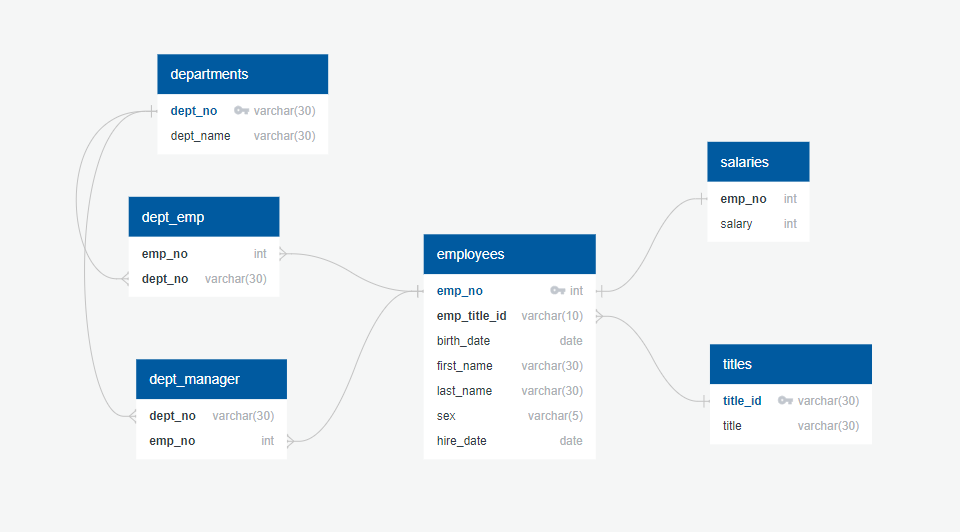 departments
dept_no varchar(30)
dept_name varchar(30)
dept_emp
emp_no int
dept_no varchar(30)
dept_manager
dept_no varchar(30)
emp_no int
employees
emp_no int
emp_title_id varchar(10)
birth_date date
first_name varchar(30)
last_name varchar(30)
sex varchar(5)
hire_date date
salaries
emp_no int
salary int
titles
title_id varchar(30)
title varchar(30)